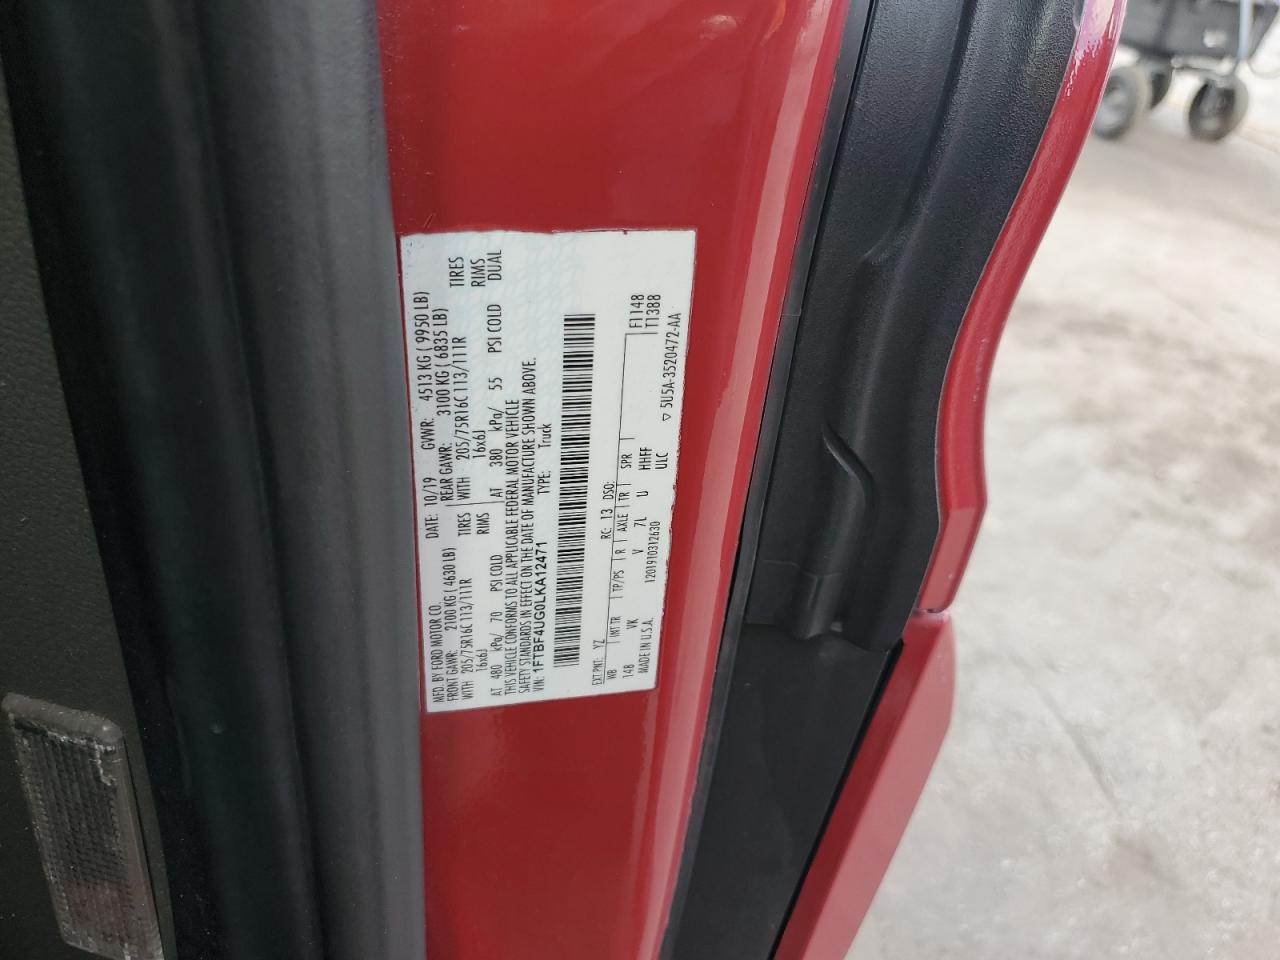 MFD. BY FORD MOTOR CO.
DATE: 10/19 GVWR: 4513 KG ( 9950 LB)
FRONT GAWR: 2100 KG ( 4630 LB) REAR GAWR: 3100 KG ( 6835 LB)
WITH 205/75R16C 113/111R TIRES WITH 205/75R16C 113/111R TIRES
16x6J RIMS 16x6J RIMS
AT 480 kPa/ 70 PSI COLD AT 380 kPa/ 55 PSI COLD DUAL
THIS VEHICLE CONFORMS TO ALL APPLICABLE FEDERAL MOTOR VEHICLE
SAFETY STANDARDS IN EFFECT ON THE DATE OF MANUFACTURE SHOWN ABOVE.
VIN: 1FTBF4UG0LKA12471 TYPE: Truck
EXT PNT: YZ RC: 13 DSO: F1148
WB INT TR TP/PS R AXLE TR SPR T1388
148 VK V 7L U HHFF
MADE IN U.S.A. 1201910312630 ULC
▽ 5U5A-3520472-AA